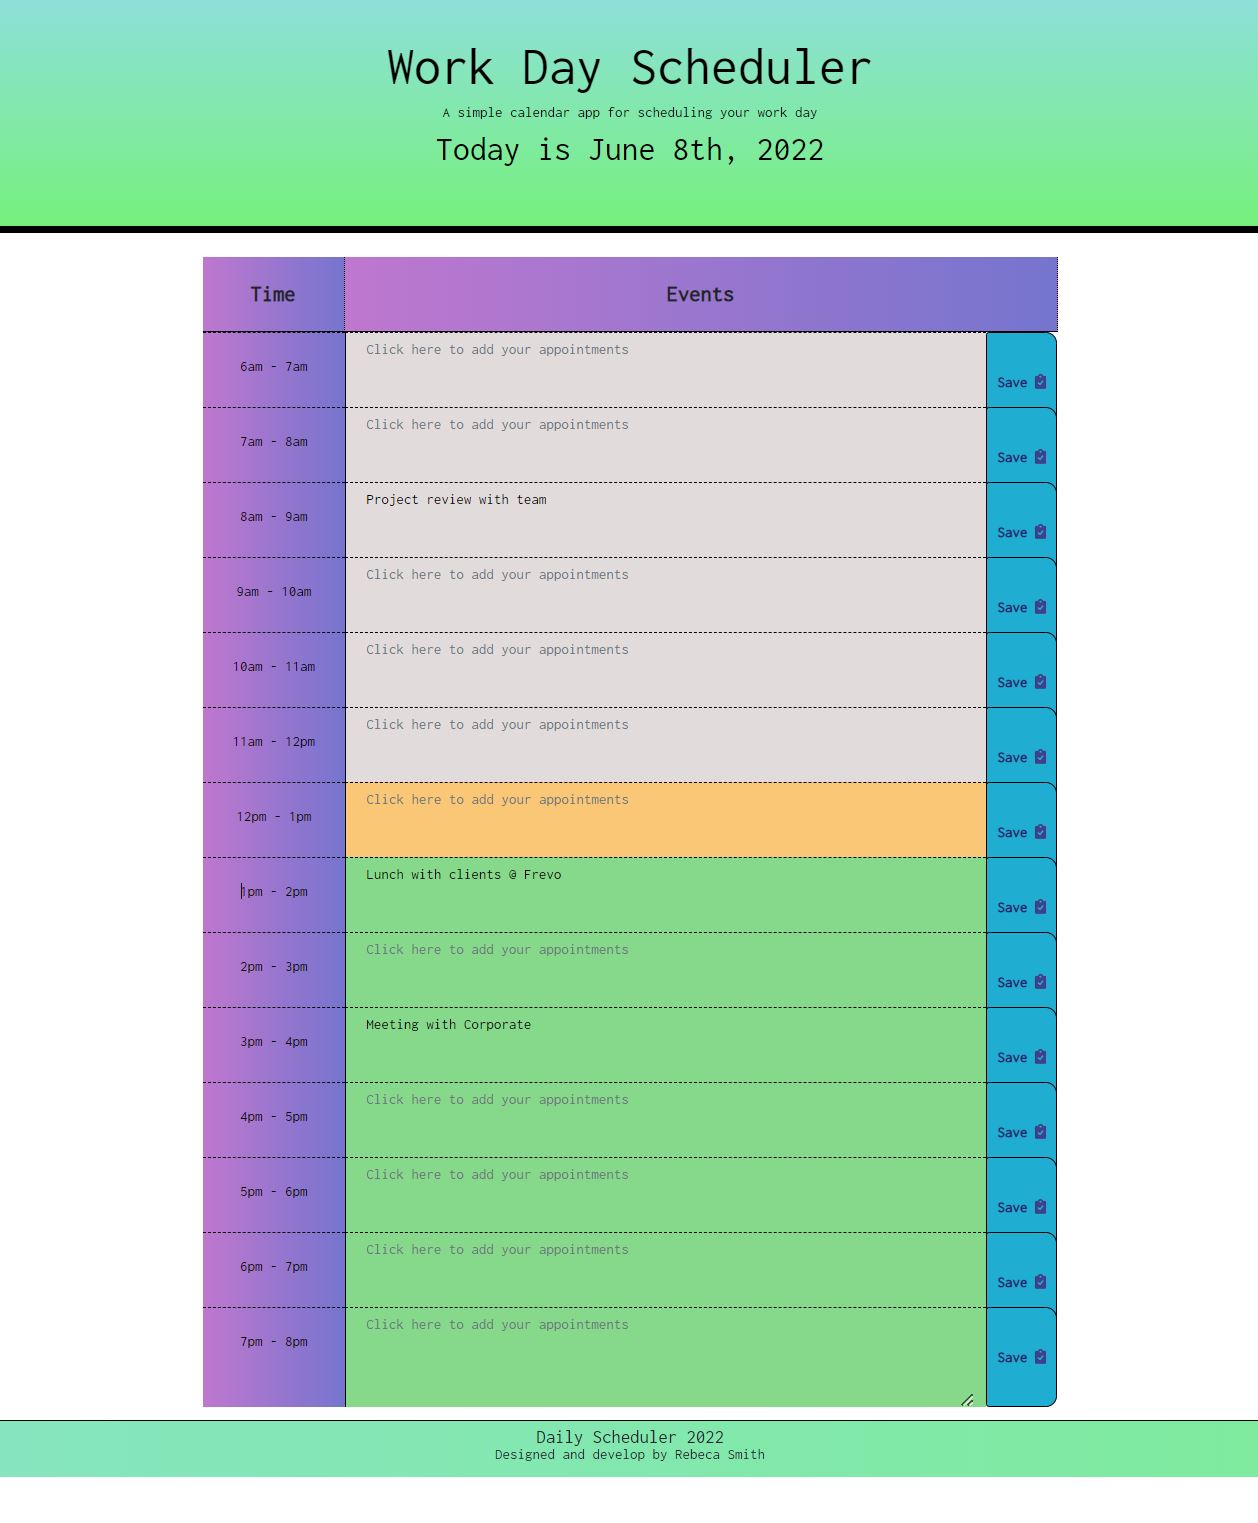 Work Day Scheduler
A simple calendar app for scheduling your work day
Today is June 8th, 2022
Time Events
6am - 7am Click here to add your appointments Save
7am - 8am Click here to add your appointments Save
8am - 9am Project review with team Save
9am - 10am Click here to add your appointments Save
10am - 11am Click here to add your appointments Save
11am - 12pm Click here to add your appointments Save
12pm - 1pm Click here to add your appointments Save
1pm - 2pm Lunch with clients @ Frevo Save
2pm - 3pm Click here to add your appointments Save
3pm - 4pm Meeting with Corporate Save
4pm - 5pm Click here to add your appointments Save
5pm - 6pm Click here to add your appointments Save
6pm - 7pm Click here to add your appointments Save
7pm - 8pm Click here to add your appointments Save
Daily Scheduler 2022
Designed and develop by Rebeca Smith